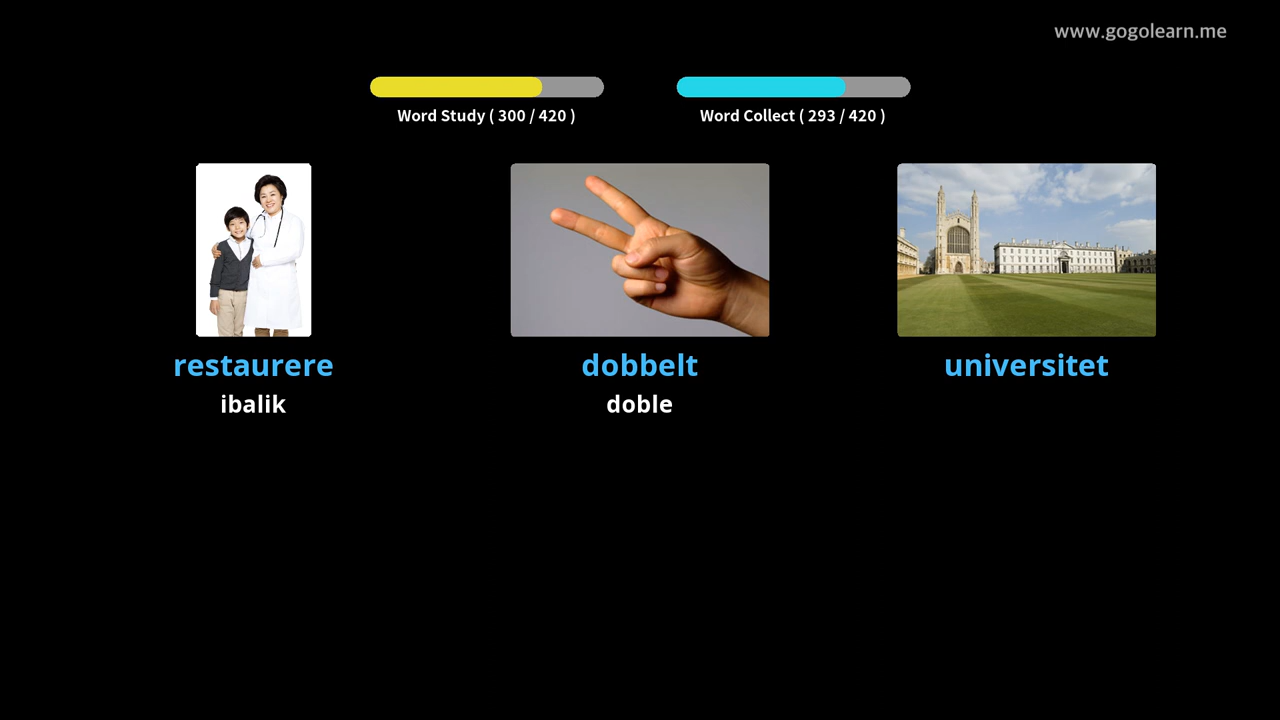 www.gogolearn.me
Word Study ( 300 / 420 )
Word Collect ( 293 / 420 )
restaurere
ibalik
dobbelt
doble
universitet